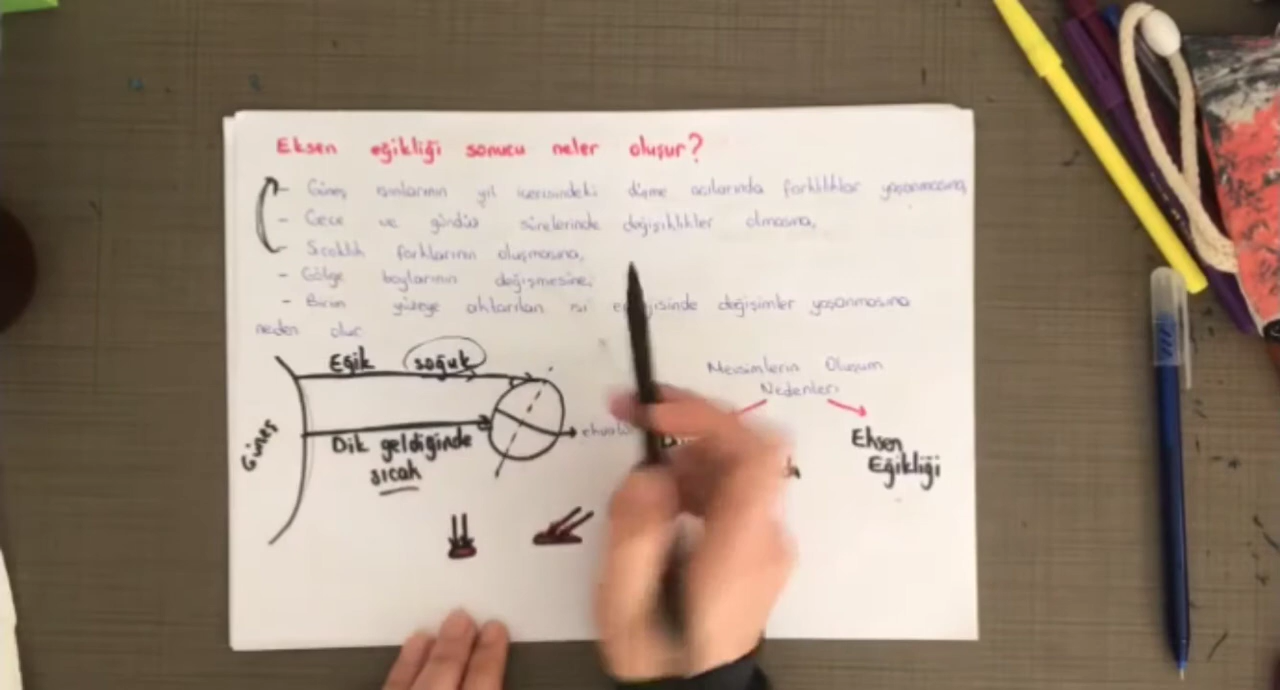 Eksen eğikliği sonucu neler oluşur?
- Güneş ışınlarının yıl içerisindeki düşme açılarında farklılıklar yaşanmasına,
- Gece ve gündüz sürelerinde değişiklikler olmasına,
- Sıcaklık farklarının oluşmasına,
- Gölge boylarının değişmesine,
- Birim yüzeye aktarılan ısı enerjisinde değişimler yaşanmasına
neden olur
Eğik soğuk
Güneş
Dik geldiğinde
sıcak
Mevsimlerin Oluşum
Nedenleri
Eksen
Eğikliği